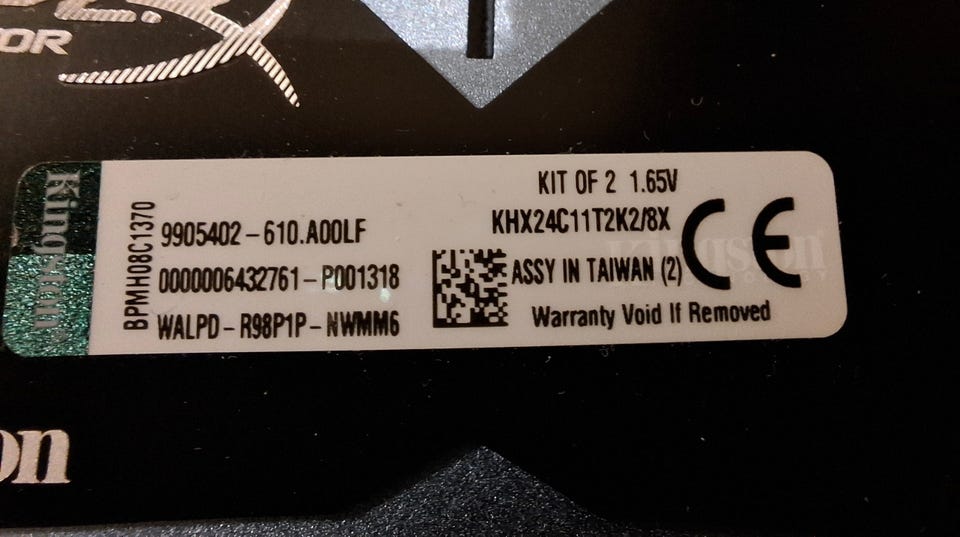 TOR
Kingston
BPMH08C1370
9905402-610.A00LF
0000006432761-P001318
WALPD-R98P1P-NWMM6
KIT OF 2 1.65V
KHX24C11T2K2/8X
ASSY IN TAIWAN (2)
Warranty Void If Removed
CE
Kingston
on